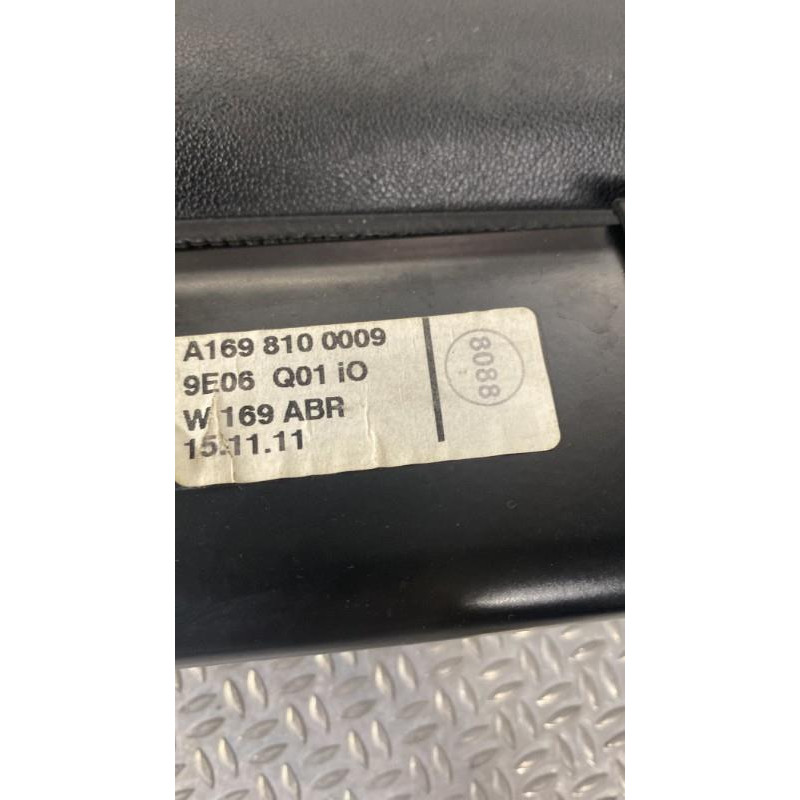 A169 810 0009
9E06 Q01 iO
W 169 ABR
15.11.11
8088